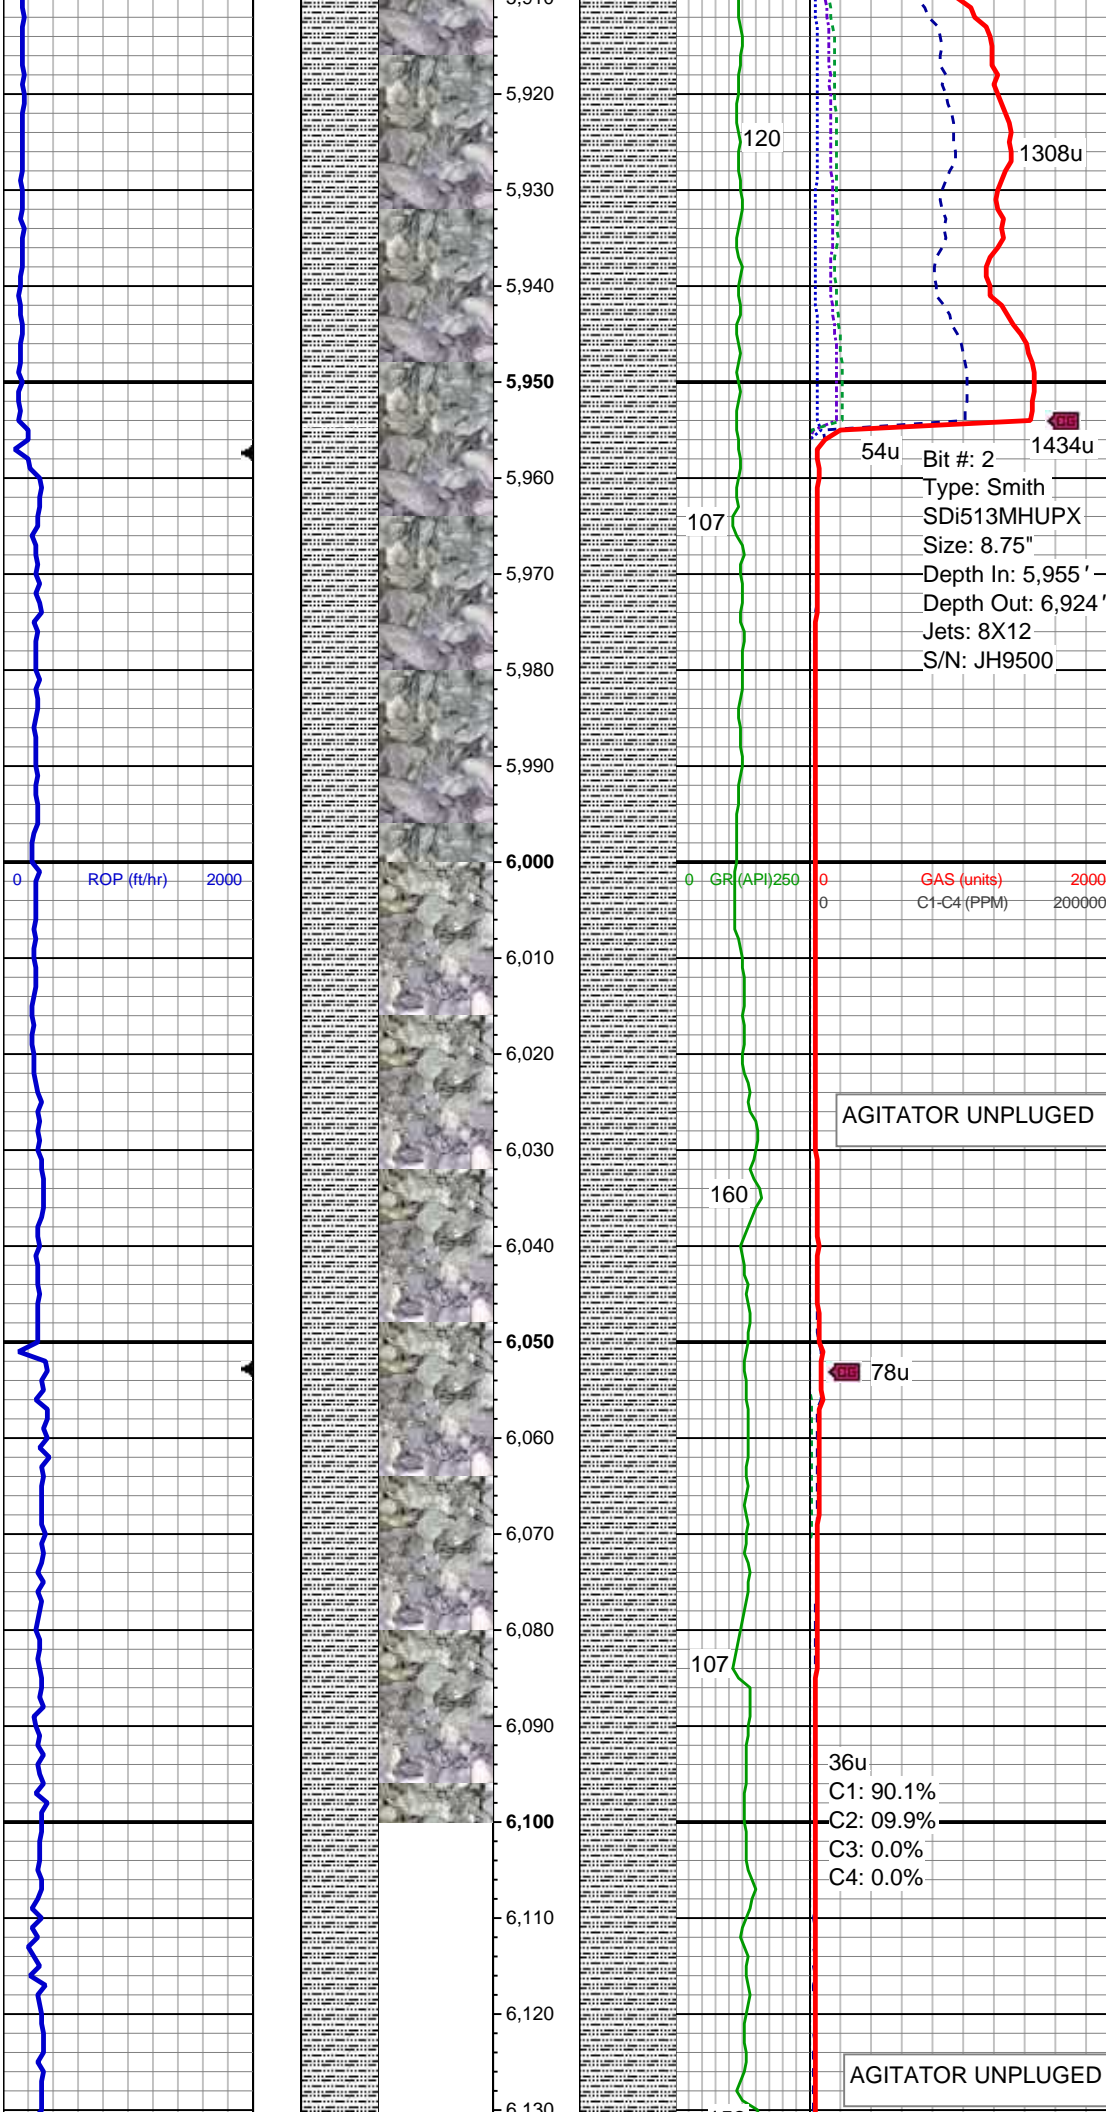 5,920
120
1308u
5,930
5,940
5,950
CG
1434u
54u
Bit #: 2
Type: Smith
SDi513MHUPX
Size: 8.75"
Depth In: 5,955'
Depth Out: 6,924'
Jets: 8X12
S/N: JH9500
5,960
107
5,970
5,980
5,990
6,000
0 ROP (ft/hr) 2000
0 GR (API) 250
0 GAS (units) 2000
0 C1-C4 (PPM) 200000
6,010
6,020
AGITATOR UNPLUGED
6,030
160
6,040
6,050
CG 78u
6,060
6,070
6,080
107
6,090
36u
C1: 90.1%
C2: 09.9%
C3: 0.0%
C4: 0.0%
6,100
6,110
6,120
AGITATOR UNPLUGED
6,130